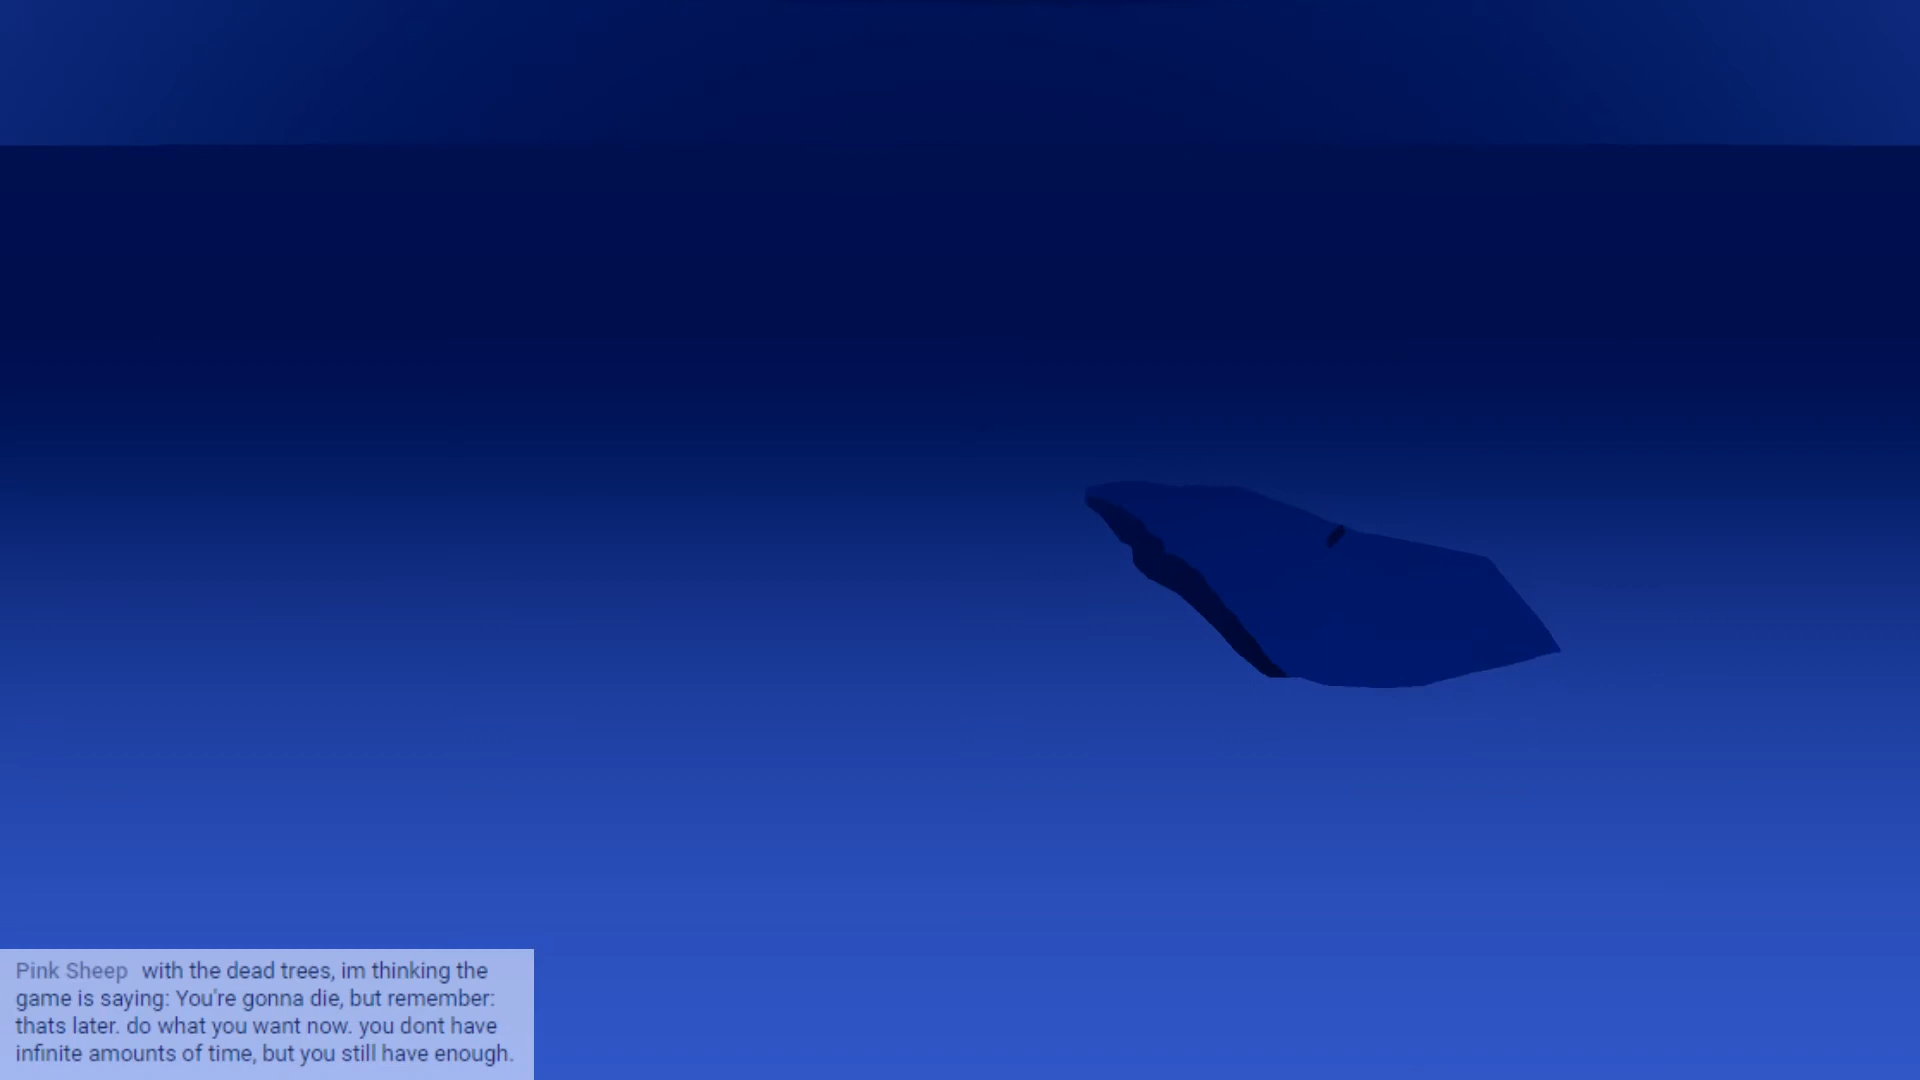 Pink Sheep with the dead trees, im thinking the
game is saying: You're gonna die, but remember:
thats later. do what you want now. you dont have
infinite amounts of time, but you still have enough.